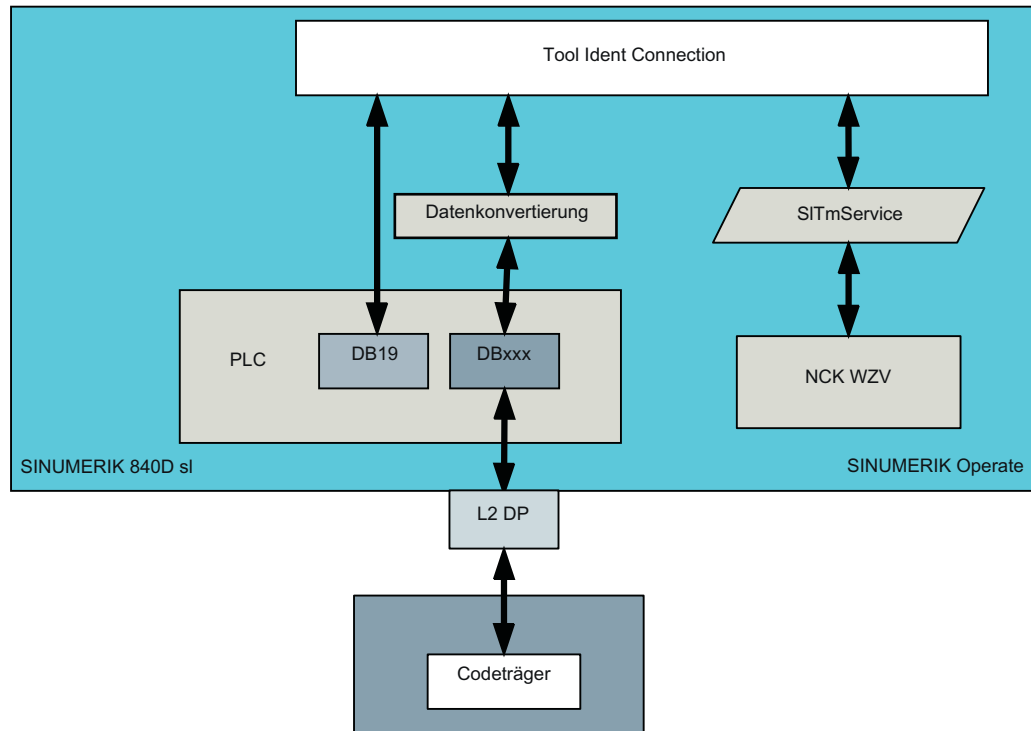 Tool Ident Connection
Datenkonvertierung
SlTmService
PLC
DB19
DBxxx
NCK WZV
SINUMERIK 840D sl
SINUMERIK Operate
L2 DP
Codeträger